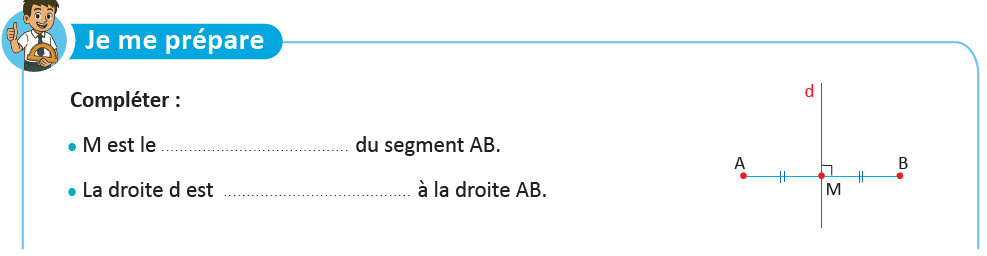 Je me prépare
Compléter :
• M est le ........................................ du segment AB.
• La droite d est ........................................ à la droite AB.
d
A
B
M